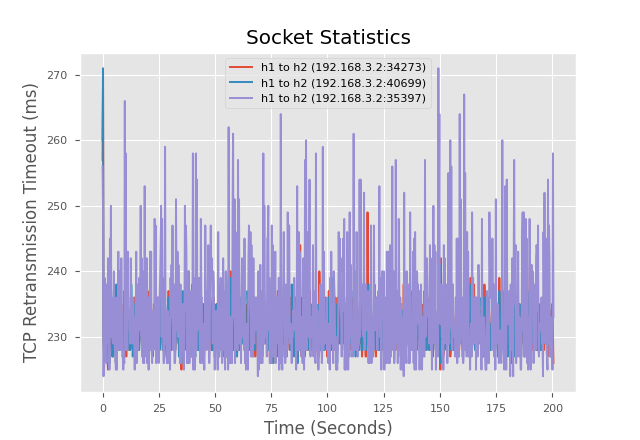 Socket Statistics
h1 to h2 (192.168.3.2:34273)
h1 to h2 (192.168.3.2:40699)
h1 to h2 (192.168.3.2:35397)
TCP Retransmission Timeout (ms)
270
260
250
240
230
0 25 50 75 100 125 150 175 200
Time (Seconds)